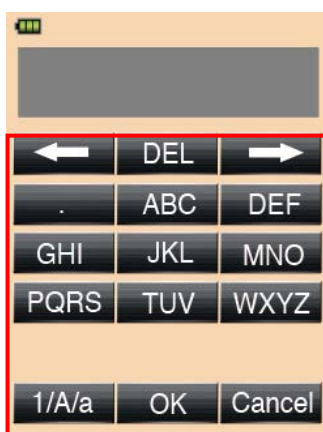 DEL
. ABC DEF
GHI JKL MNO
PQRS TUV WXYZ
1/A/a OK Cancel